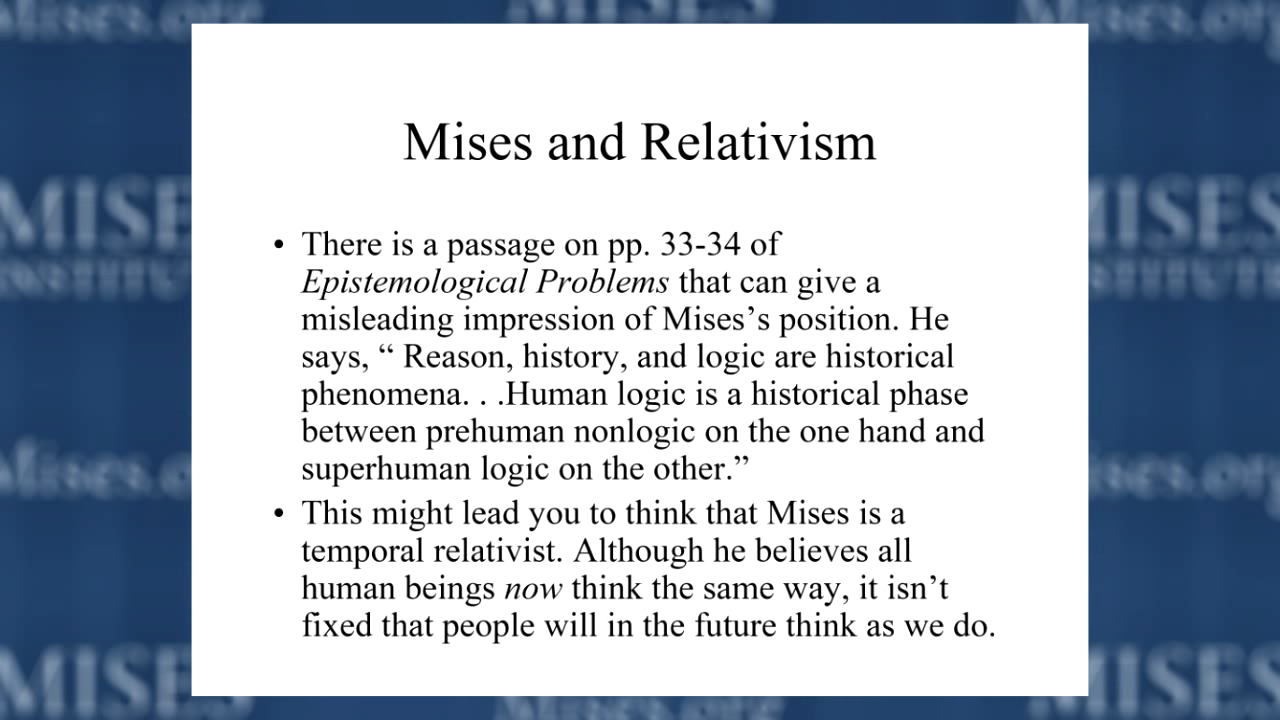 Mises and Relativism
• There is a passage on pp. 33-34 of
Epistemological Problems that can give a
misleading impression of Mises’s position. He
says, “ Reason, history, and logic are historical
phenomena. . .Human logic is a historical phase
between prehuman nonlogic on the one hand and
superhuman logic on the other.”
• This might lead you to think that Mises is a
temporal relativist. Although he believes all
human beings now think the same way, it isn’t
fixed that people will in the future think as we do.